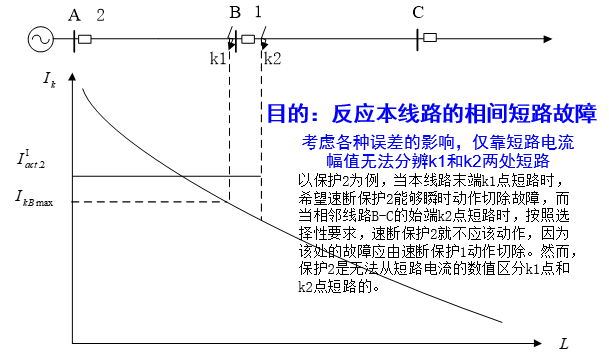 A 2 B 1 C
k1 k2
I_k
目的：反应本线路的相间短路故障
考虑各种误差的影响，仅靠短路电流
幅值无法分辨k1和k2两处短路
I^I_act.2
以保护2为例，当本线路末端k1点短路时，
希望速断保护2能够瞬时动作切除故障，而
当相邻线路B-C的始端k2点短路时，按照选
择性要求，速断保护2就不应该动作，因为
该处的故障应由速断保护1动作切除。然而，
保护2是无法从短路电流的数值区分k1点和
k2点短路的。
I_kBmax
L